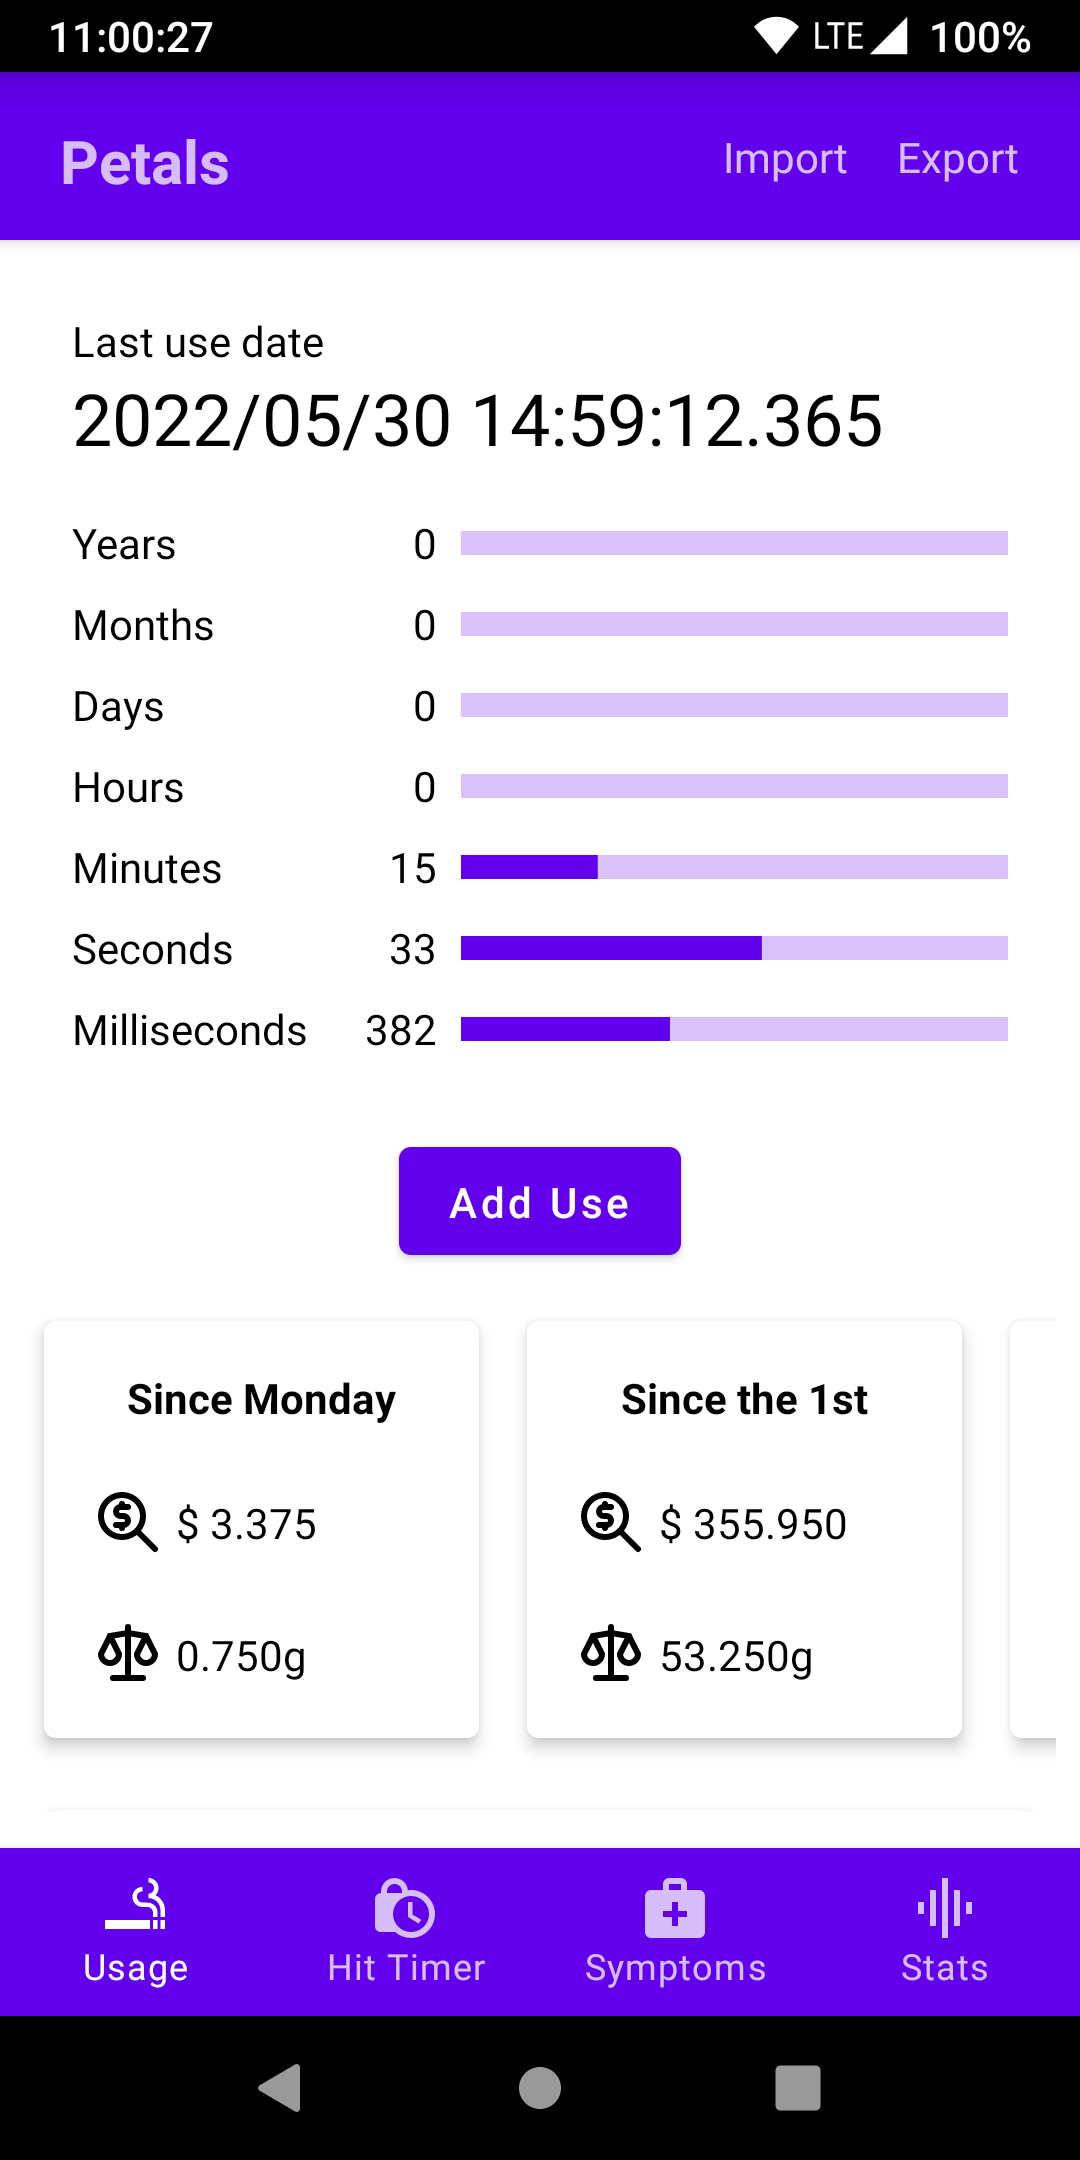 11:00:27 LTE 100%
Petals Import Export
Last use date
2022/05/30 14:59:12.365
Years 0
Months 0
Days 0
Hours 0
Minutes 15
Seconds 33
Milliseconds 382
Add Use
Since Monday
$ 3.375
0.750g
Since the 1st
$ 355.950
53.250g
Usage Hit Timer Symptoms Stats